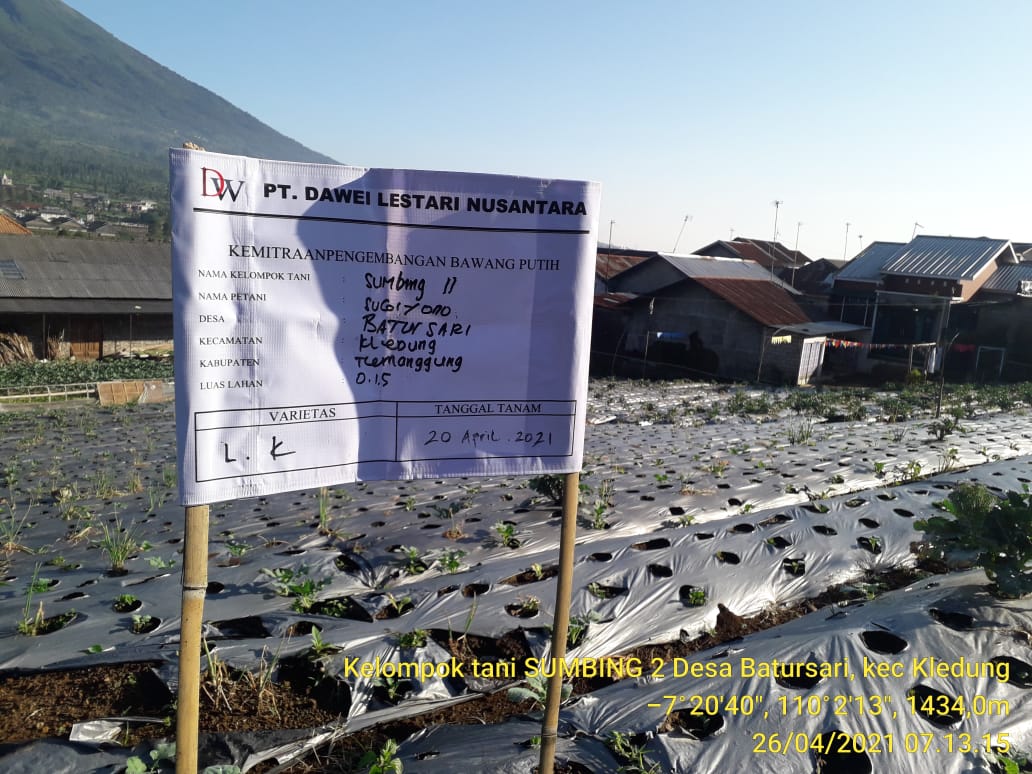 DW PT. DAWEI LESTARI NUSANTARA
KEMITRAANPENGEMBANGAN BAWANG PUTIH
NAMA KELOMPOK TANI : Sumbing II
NAMA PETANI : SUGIYONO
DESA : BATURSARI
KECAMATAN : Kledung
KABUPATEN : Temanggung
LUAS LAHAN : 0.15
VARIETAS TANGGAL TANAM
L. K 20 April. 2021
Kelompok tani SUMBING 2 Desa Batursari, kec Kledung
−7°20'40", 110°2'13", 1434,0m
26/04/2021 07.13.15